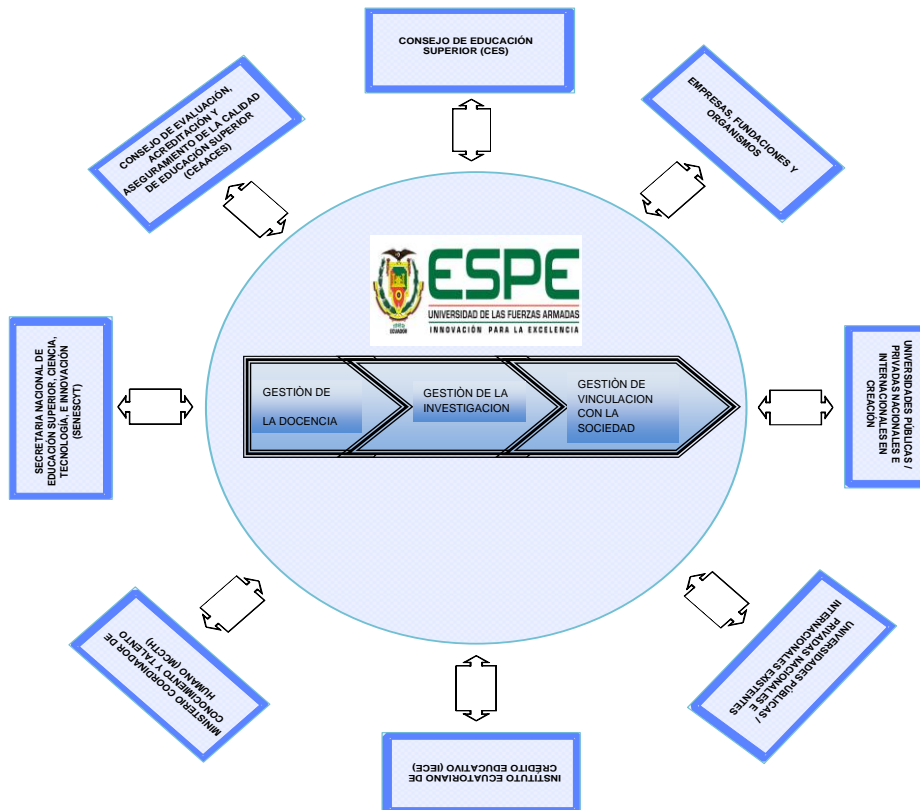 CONSEJO DE EDUCACIÓN
SUPERIOR (CES)
CONSEJO DE EVALUACIÓN,
ACREDITACIÓN Y
ASEGURAMIENTO DE LA CALIDAD
DE EDUCACIÓN SUPERIOR
(CEAACES)
EMPRESAS, FUNDACIONES Y
ORGANISMOS
ESPE
UNIVERSIDAD DE LAS FUERZAS ARMADAS
INNOVACIÓN PARA LA EXCELENCIA
ECUADOR
SECRETARIA NACIONAL DE
EDUCACIÓN SUPERIOR, CIENCIA,
TECNOLOGÍA, E INNOVACIÓN
(SENESCYT)
GESTIÒN DE
LA DOCENCIA
GESTIÒN DE LA
INVESTIGACION
GESTIÒN DE
VINCULACION
CON LA
SOCIEDAD
UNIVERSIDADES PÚBLICAS /
PRIVADAS NACIONALES E
INTERNACIONALES EN
CREACIÓN
MINISTERIO COORDINADOR DE
CONOCIMIENTO Y TALENTO
HUMANO (MCCTH)
UNIVERSIDADES PÚBLICAS /
PRIVADAS NACIONALES E
INTERNACIONALES EXISTENTES
INSTITUTO ECUATORIANO DE
CRÉDITO EDUCATIVO (IECE)